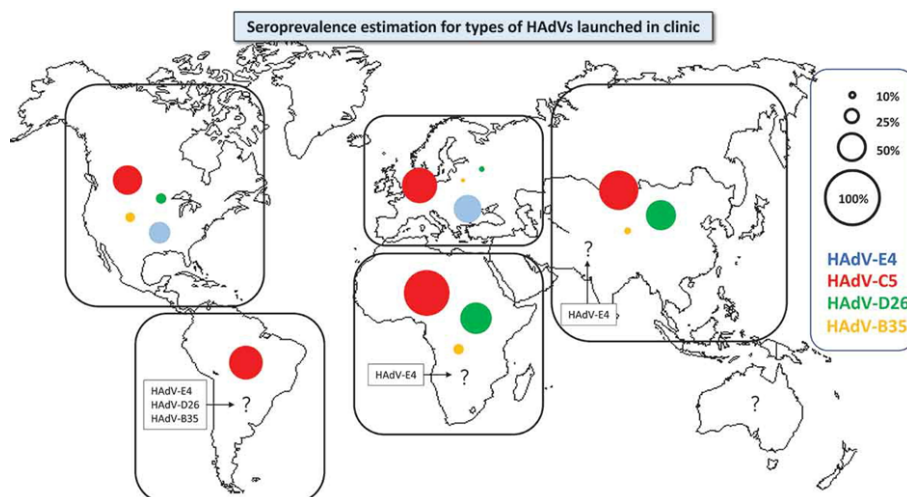 Seroprevalence estimation for types of HAdVs launched in clinic
10%
25%
50%
100%
HAdV-E4
HAdV-C5
HAdV-D26
HAdV-B35
?
HAdV-E4
HAdV-E4
HAdV-D26
HAdV-B35
?
HAdV-E4
?
?